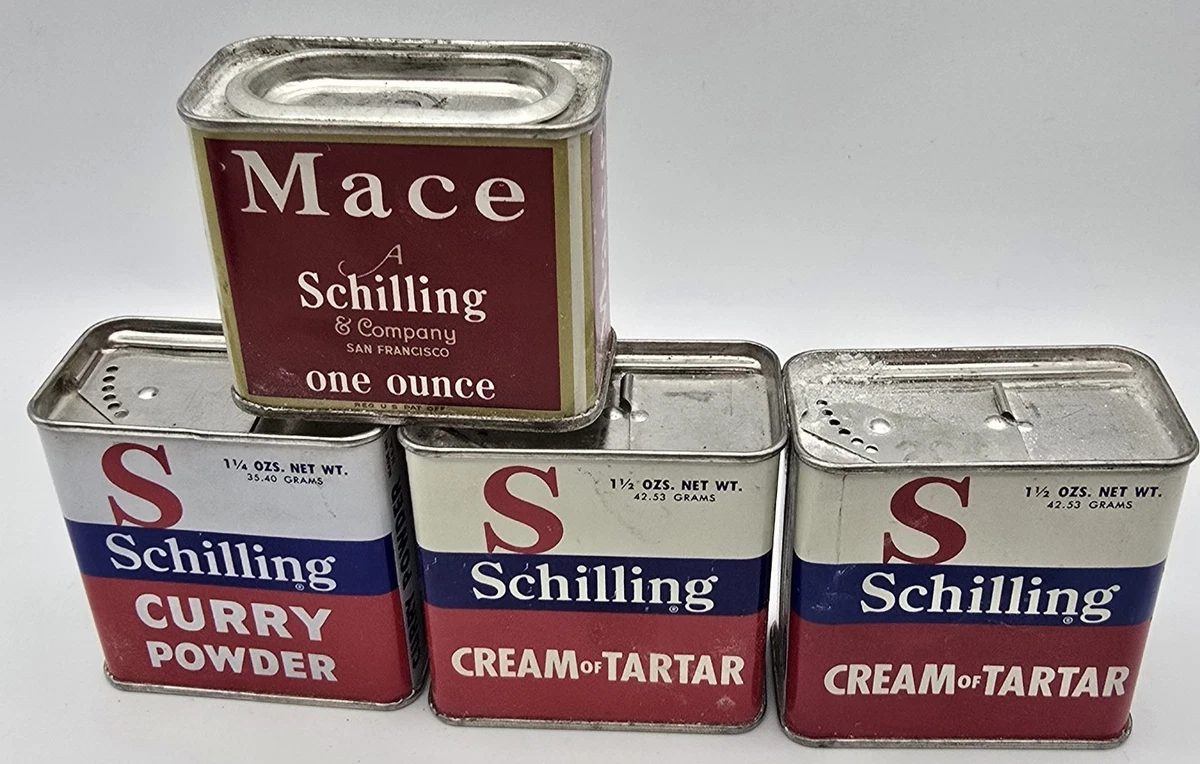 Mace
A
Schilling
& Company
SAN FRANCISCO
one ounce
U S PAT OFF
S
1¼ OZS. NET WT.
35.40 GRAMS
Schilling®
CURRY
POWDER
S
1½ OZS. NET WT.
42.53 GRAMS
Schilling®
CREAM OF TARTAR
S
1½ OZS. NET WT.
42.53 GRAMS
Schilling®
CREAM OF TARTAR